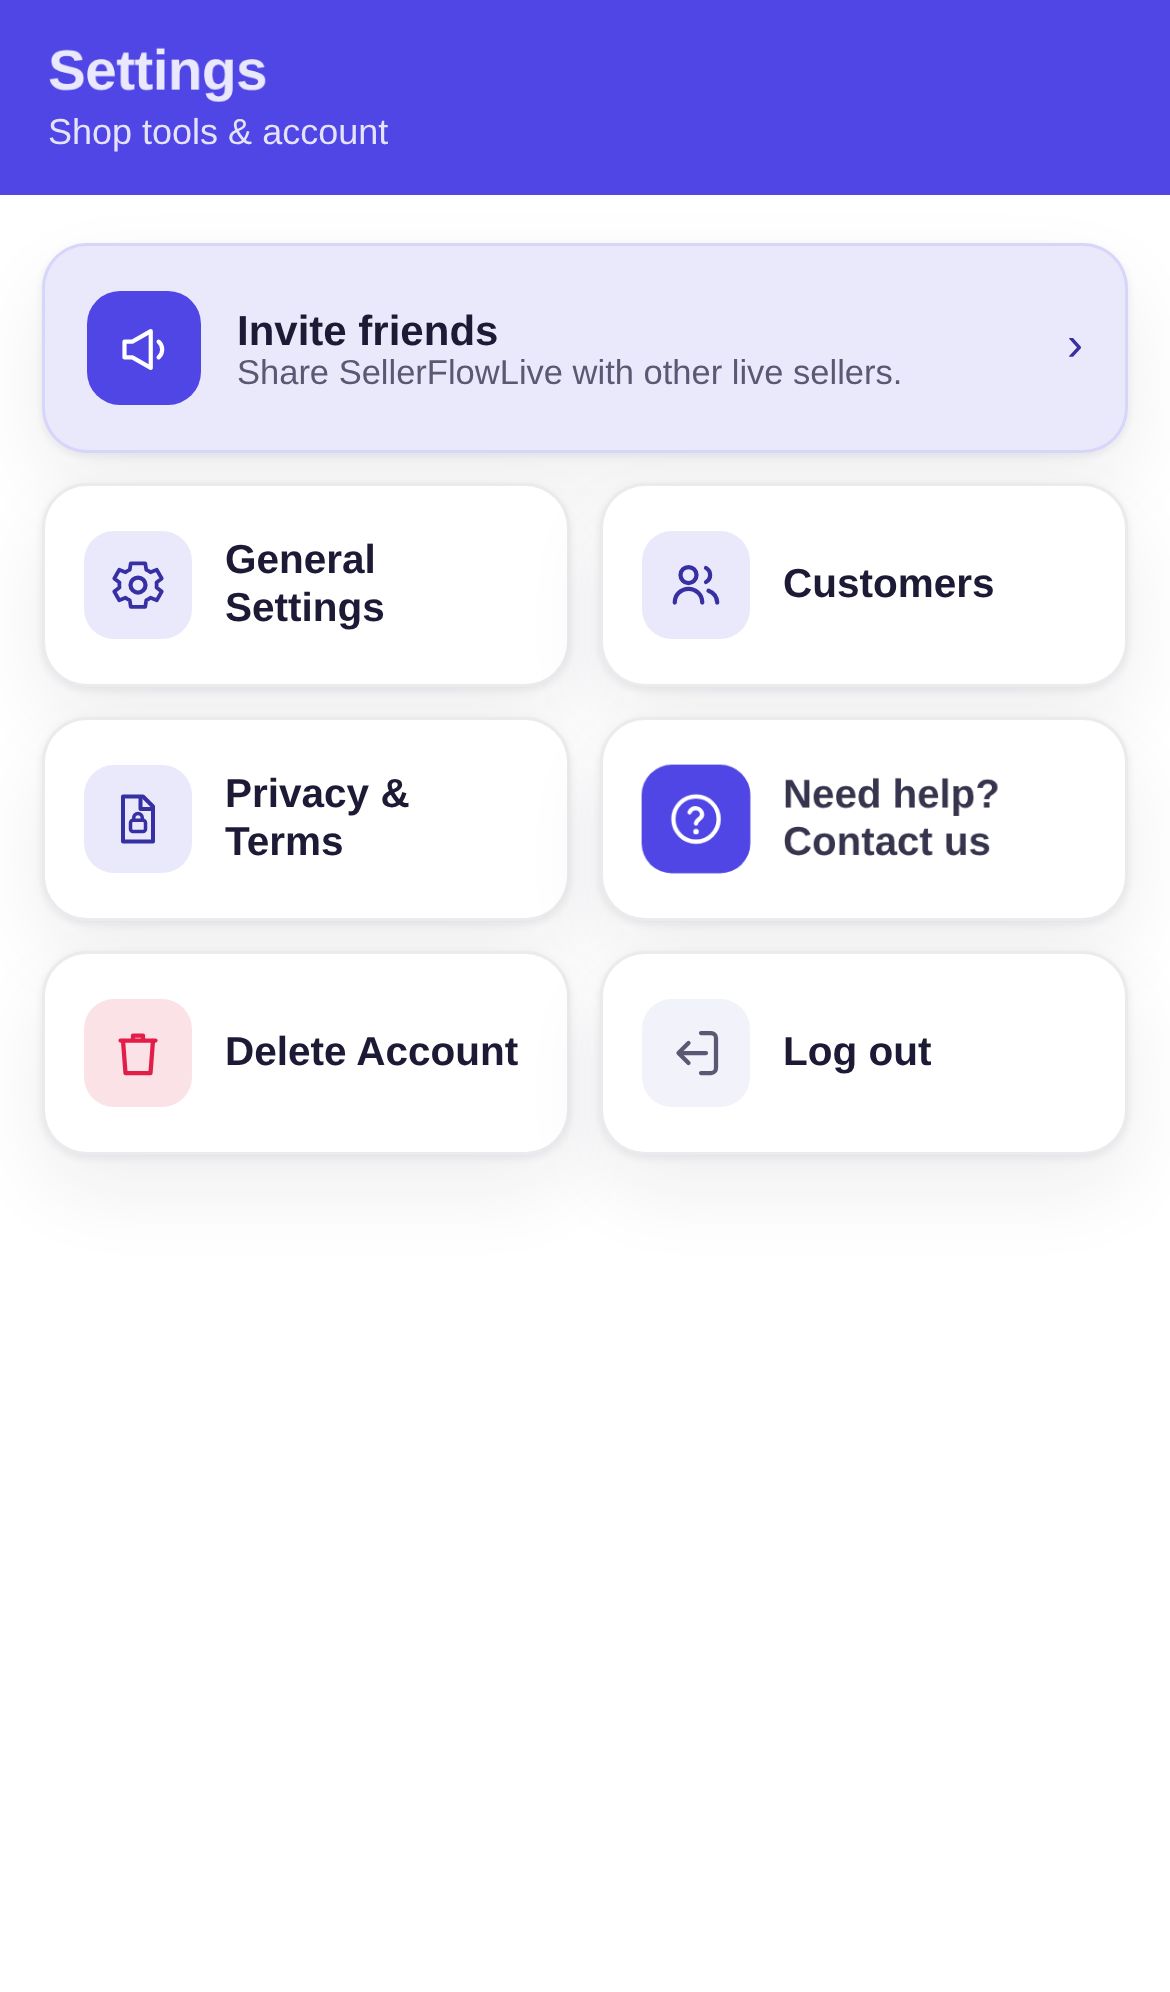 Settings
Shop tools & account
Invite friends
Share SellerFlowLive with other live sellers.
›
General
Settings
Customers
Privacy &
Terms
Need help?
Contact us
Delete Account
Log out